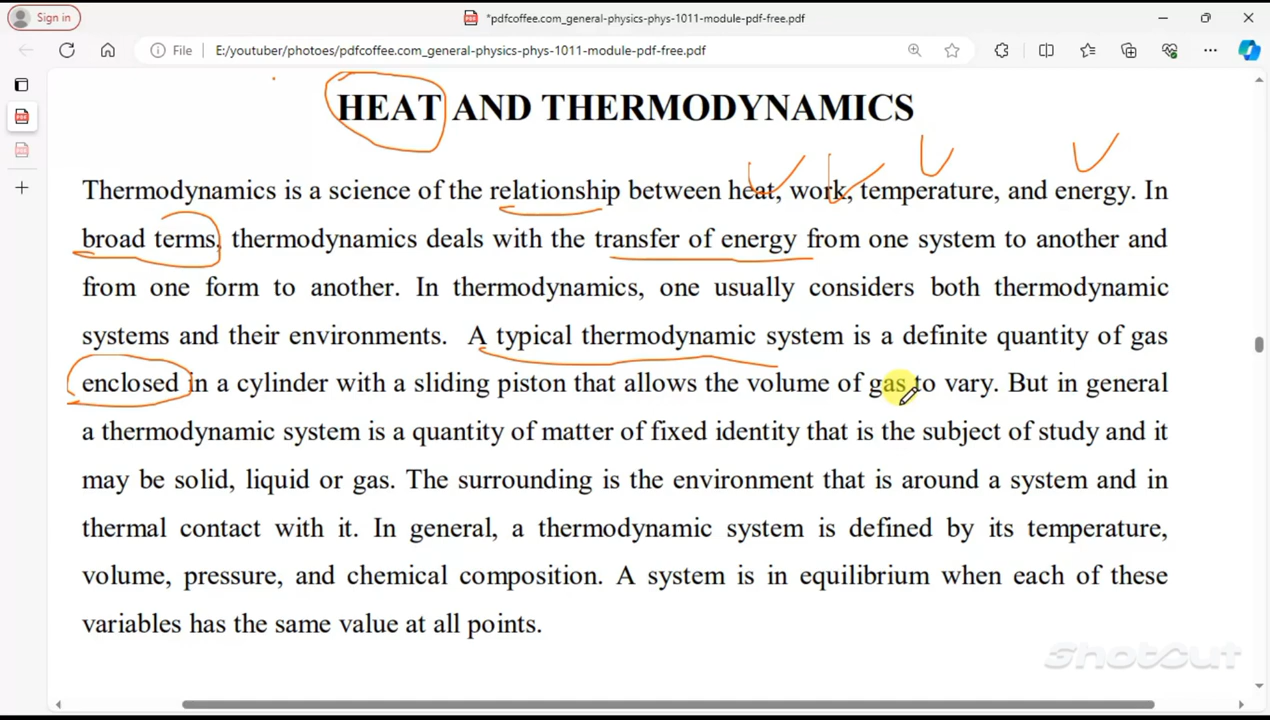 Sign in
*pdfcoffee.com_general-physics-phys-1011-module-pdf-free.pdf
File
E:/youtuber/photoes/pdfcoffee.com_general-physics-phys-1011-module-pdf-free.pdf
HEAT AND THERMODYNAMICS
Thermodynamics is a science of the relationship between heat, work, temperature, and energy. In
broad terms, thermodynamics deals with the transfer of energy from one system to another and
from one form to another. In thermodynamics, one usually considers both thermodynamic
systems and their environments. A typical thermodynamic system is a definite quantity of gas
enclosed in a cylinder with a sliding piston that allows the volume of gas to vary. But in general
a thermodynamic system is a quantity of matter of fixed identity that is the subject of study and it
may be solid, liquid or gas. The surrounding is the environment that is around a system and in
thermal contact with it. In general, a thermodynamic system is defined by its temperature,
volume, pressure, and chemical composition. A system is in equilibrium when each of these
variables has the same value at all points.
Shotcut